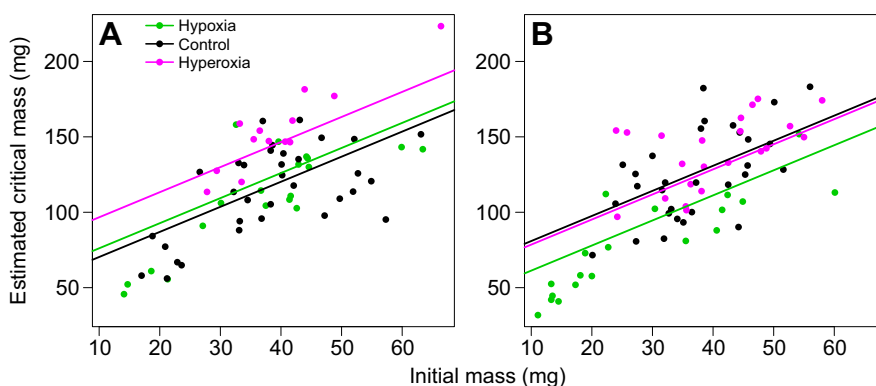 A
B
Hypoxia
Control
Hyperoxia
Estimated critical mass (mg)
200
150
100
50
200
150
100
50
10 20 30 40 50 60
10 20 30 40 50 60
Initial mass (mg)